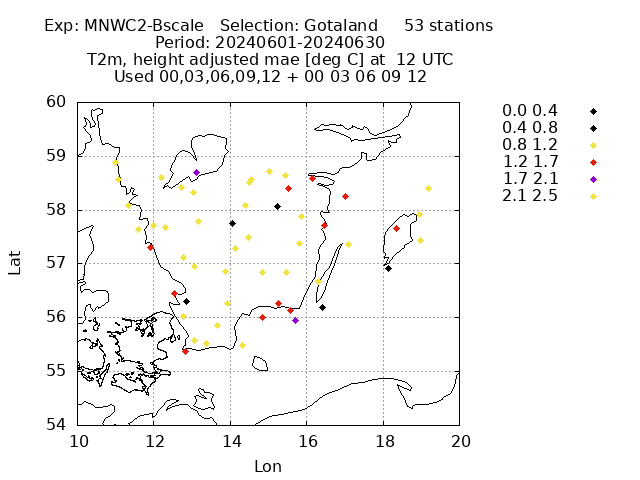 Exp: MNWC2-Bscale   Selection: Gotaland     53 stations
Period: 20240601-20240630
T2m, height adjusted mae [deg C] at  12 UTC
Used 00,03,06,09,12 + 00 03 06 09 12
60
59
58
57
56
55
54
Lat
10 12 14 16 18 20
Lon
0.0 0.4
0.4 0.8
0.8 1.2
1.2 1.7
1.7 2.1
2.1 2.5